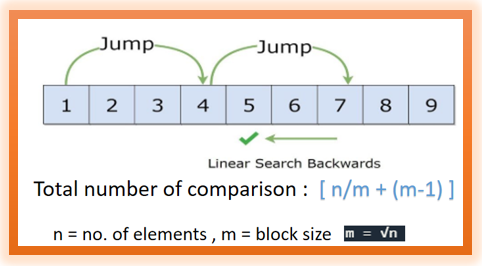 Jump Jump
1 2 3 4 5 6 7 8 9
Linear Search Backwards
Total number of comparison : [ n/m + (m-1) ]
n = no. of elements , m = block size m = √n